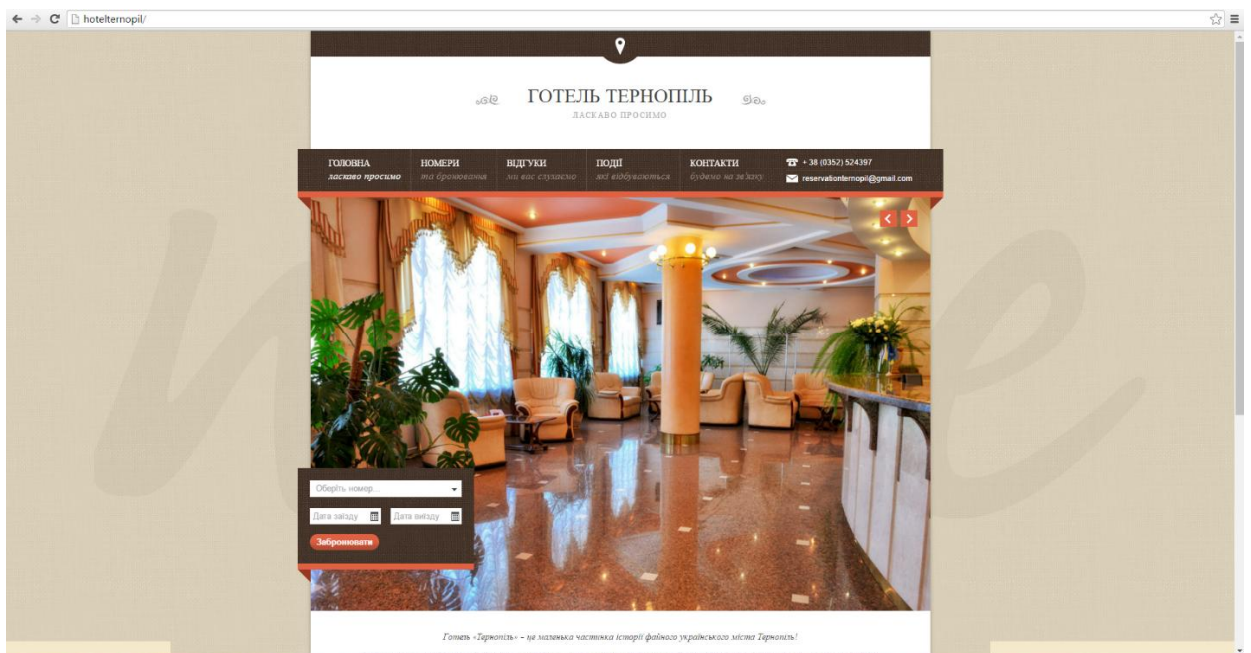 hotelternopil/
ГОТЕЛЬ ТЕРНОПІЛЬ
ЛАСКАВО ПРОСИМО
ГОЛОВНА
ласкаво просимо
НОМЕРИ
та бронювання
ВІДГУКИ
ми вас слухаємо
ПОДІЇ
які відбуваються
КОНТАКТИ
будемо на зв'язку
+ 38 (0352) 524397
reservationternopil@gmail.com
Оберіть номер...
Дата заїзду
Дата виїзду
Забронювати
Готель «Тернопіль» – це маленька частинка історії файного українського міста Тернопіль!